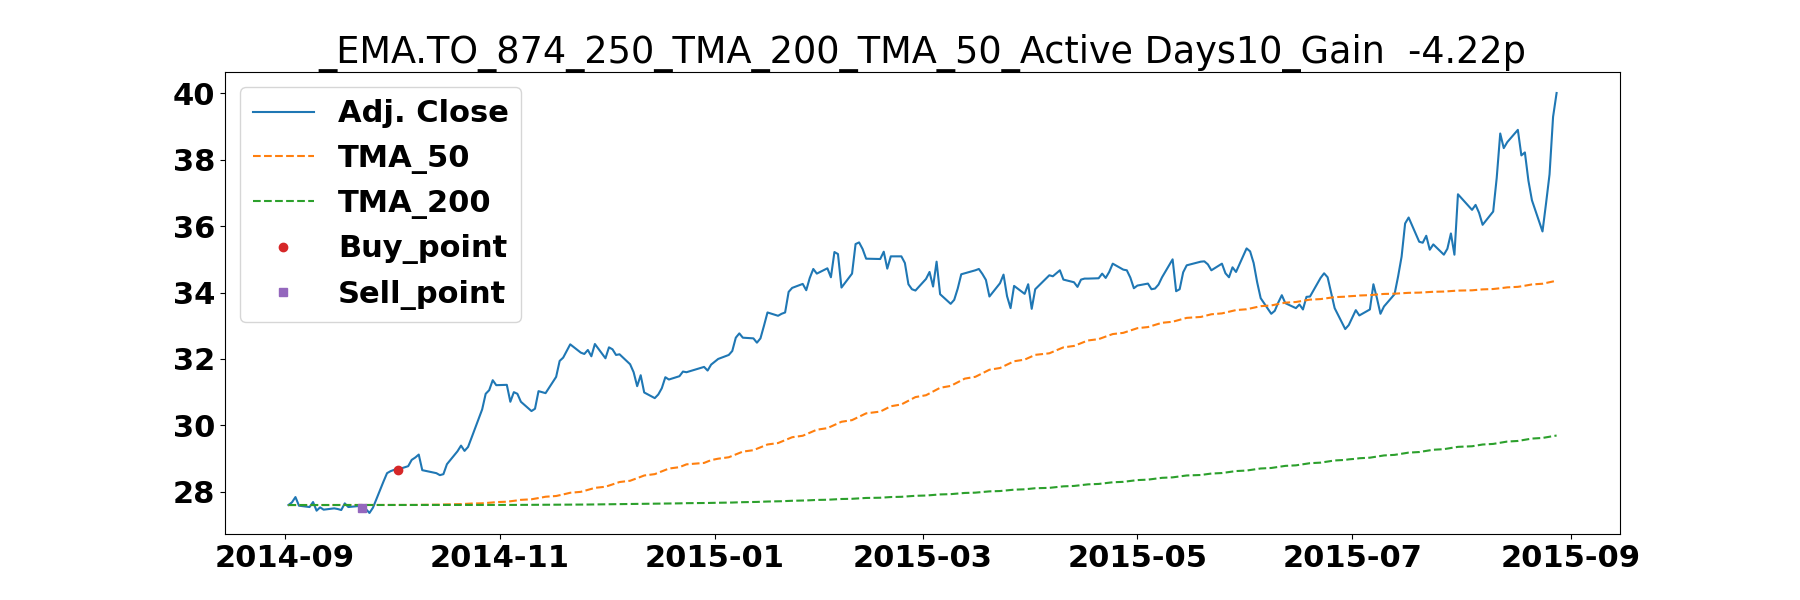 _EMA.TO_874_250_TMA_200_TMA_50_Active Days10_Gain  -4.22p
40
38
36
34
32
30
28
Adj. Close
TMA_50
TMA_200
Buy_point
Sell_point
2014-09 2014-11 2015-01 2015-03 2015-05 2015-07 2015-09